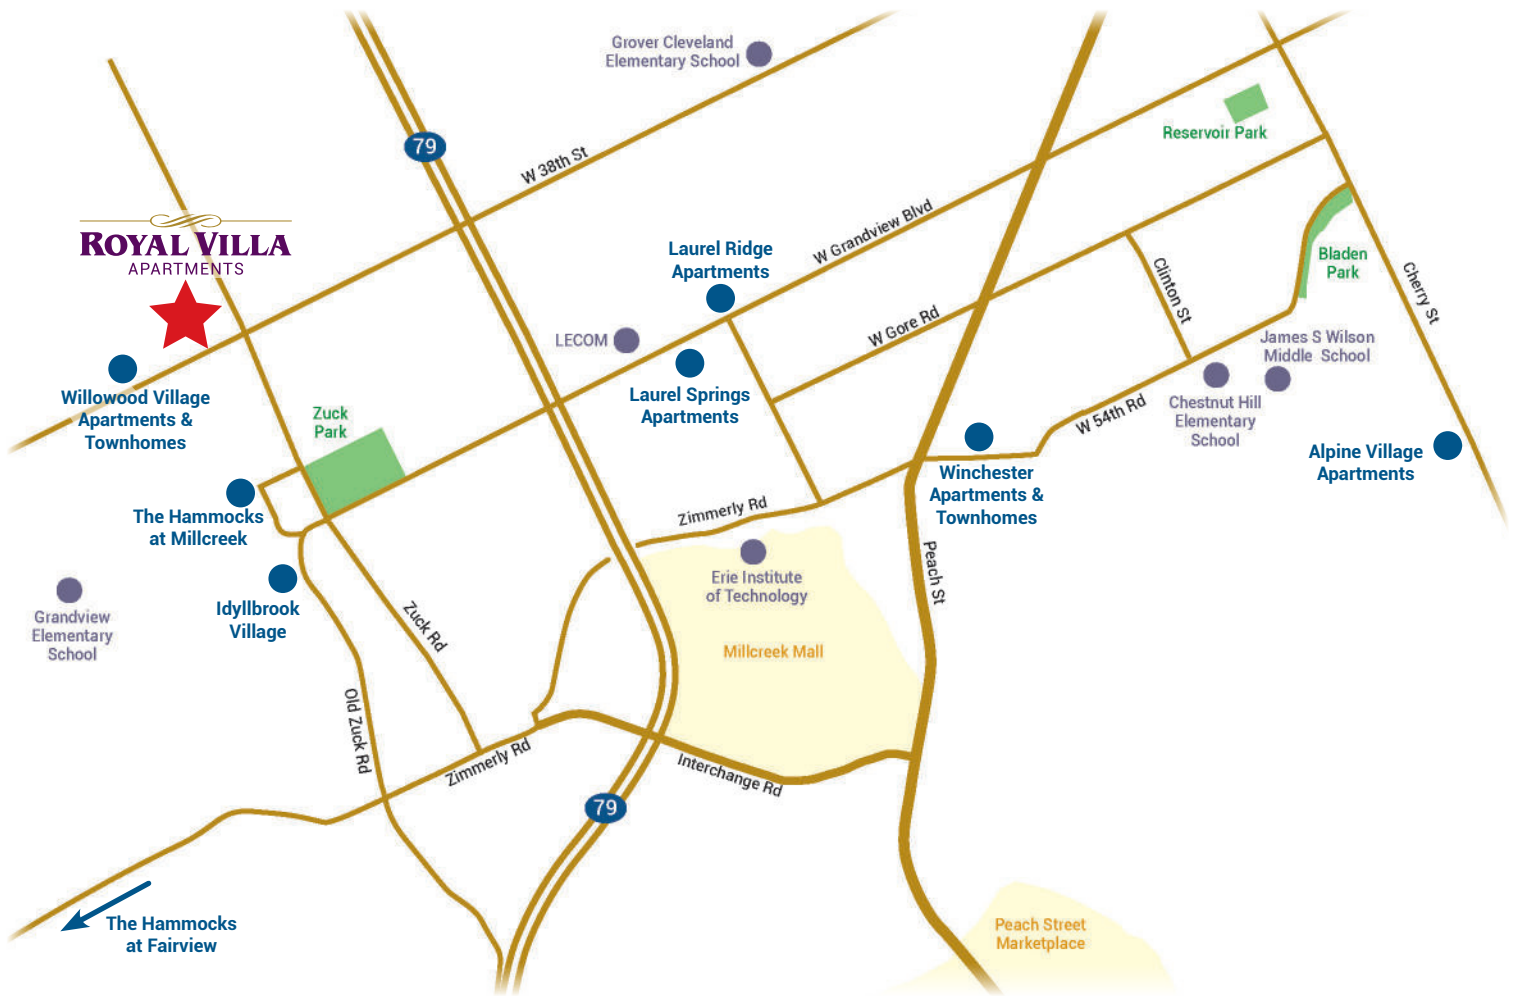 Grover Cleveland
Elementary School
79
W 38th St
Reservoir Park
ROYAL VILLA
APARTMENTS
W Grandview Blvd
Laurel Ridge
Apartments
Bladen
Park
Clinton St
Cherry St
W Gore Rd
LECOM
James S Wilson
Middle School
Willowood Village
Apartments &
Townhomes
Laurel Springs
Apartments
Zuck
Park
W 54th Rd
Chestnut Hill
Elementary
School
Alpine Village
Apartments
Winchester
Apartments &
Townhomes
The Hammocks
at Millcreek
Zimmerly Rd
Peach St
Erie Institute
of Technology
Idyllbrook
Village
Grandview
Elementary
School
Zuck Rd
Millcreek Mall
Old Zuck Rd
Zimmerly Rd
Interchange Rd
79
The Hammocks
at Fairview
Peach Street
Marketplace